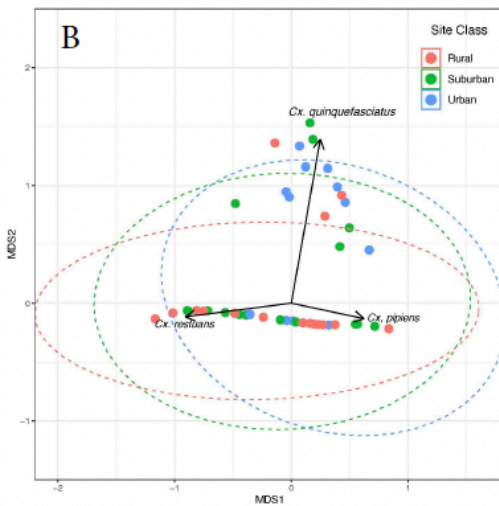 B
Site Class
Rural
Suburban
Urban
Cx. quinquefasciatus
Cx. restuans
Cx. pipiens
2
1
0
−1
MDS2
−2
−1
0
1
MDS1